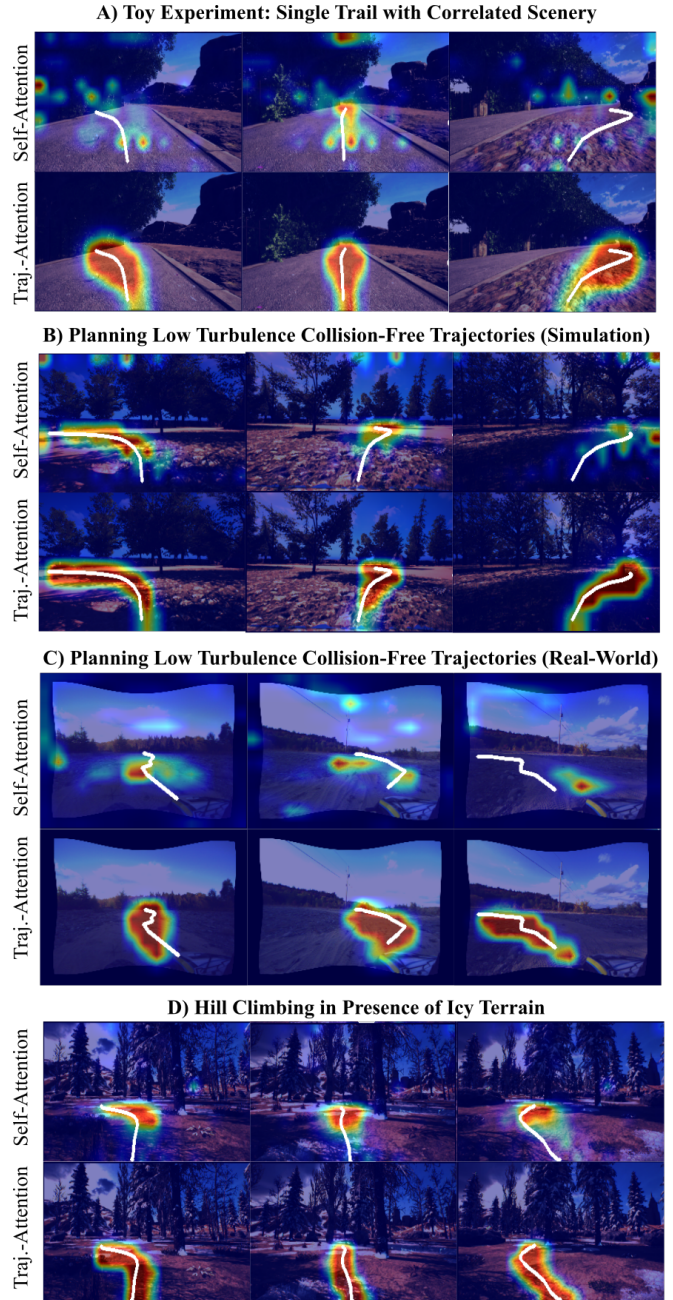 A) Toy Experiment: Single Trail with Correlated Scenery
Self-Attention
Traj.-Attention
B) Planning Low Turbulence Collision-Free Trajectories (Simulation)
Self-Attention
Traj.-Attention
C) Planning Low Turbulence Collision-Free Trajectories (Real-World)
Self-Attention
Traj.-Attention
D) Hill Climbing in Presence of Icy Terrain
Self-Attention
Traj.-Attention